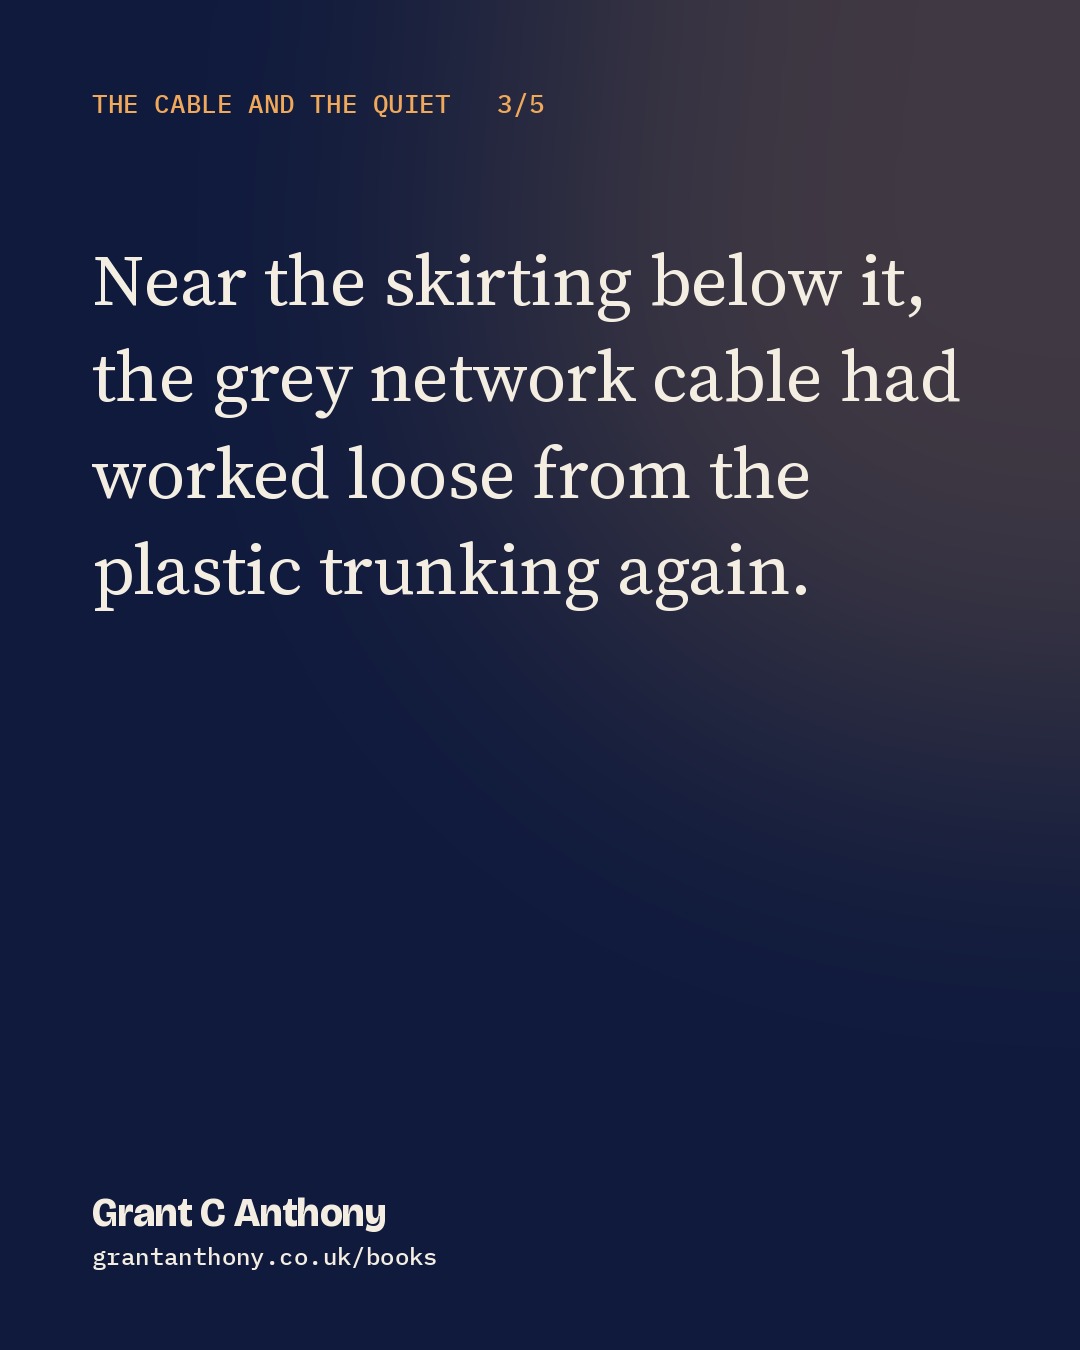 THE CABLE AND THE QUIET 3/5
Near the skirting below it,
the grey network cable had
worked loose from the
plastic trunking again.
Grant C Anthony
grantanthony.co.uk/books